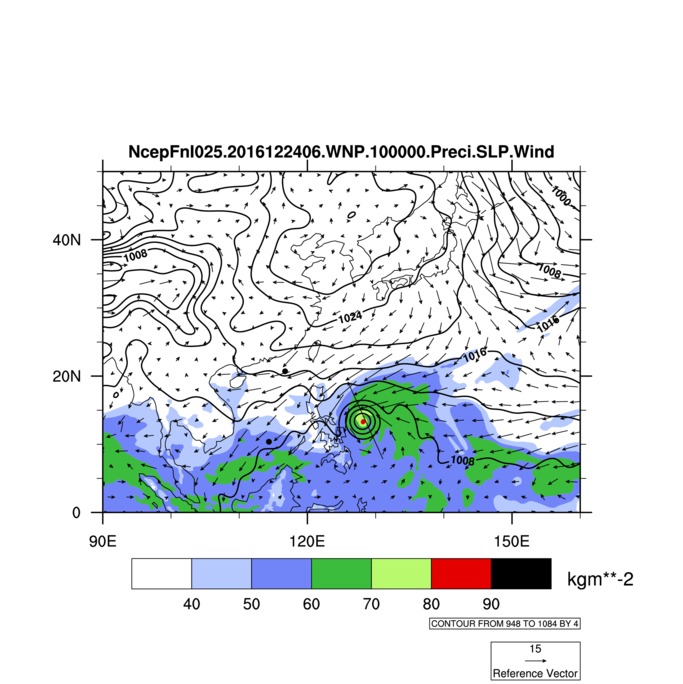 NcepFnl025.2016122406.WNP.100000.Preci.SLP.Wind
1000
40N
1008
1008
1024
1016
1016
20N
1008
0
90E 120E 150E
40 50 60 70 80 90
kgm**-2
CONTOUR FROM 948 TO 1084 BY 4
15
Reference Vector